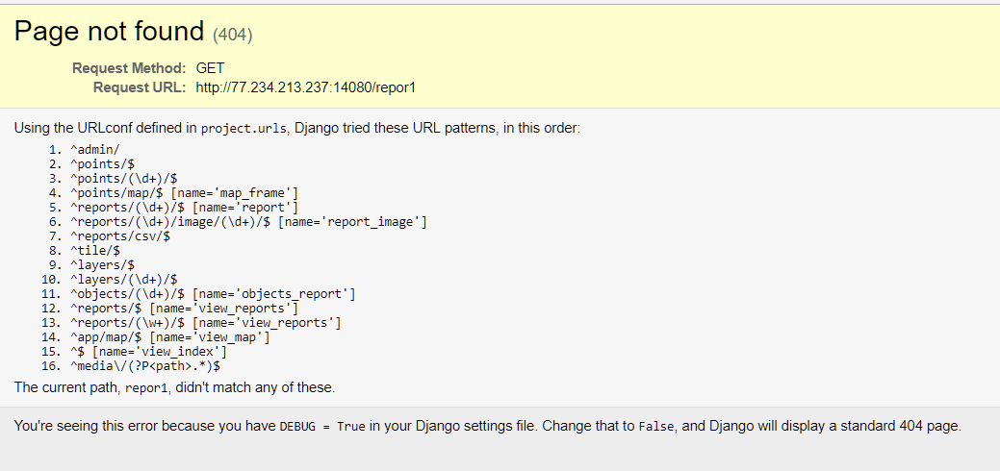 Page not found (404)
Request Method: GET
Request URL: http://77.234.213.237:14080/repor1
Using the URLconf defined in project.urls, Django tried these URL patterns, in this order:
1. ^admin/
2. ^points/$
3. ^points/(\d+)/$
4. ^points/map/$ [name='map_frame']
5. ^reports/(\d+)/$ [name='report']
6. ^reports/(\d+)/image/(\d+)/$ [name='report_image']
7. ^reports/csv/$
8. ^tile/$
9. ^layers/$
10. ^layers/(\d+)/$
11. ^objects/(\d+)/$ [name='objects_report']
12. ^reports/$ [name='view_reports']
13. ^reports/(\w+)/$ [name='view_reports']
14. ^app/map/$ [name='view_map']
15. ^$ [name='view_index']
16. ^media\/(?P<path>.*)$
The current path, repor1, didn't match any of these.
You're seeing this error because you have DEBUG = True in your Django settings file. Change that to False, and Django will display a standard 404 page.